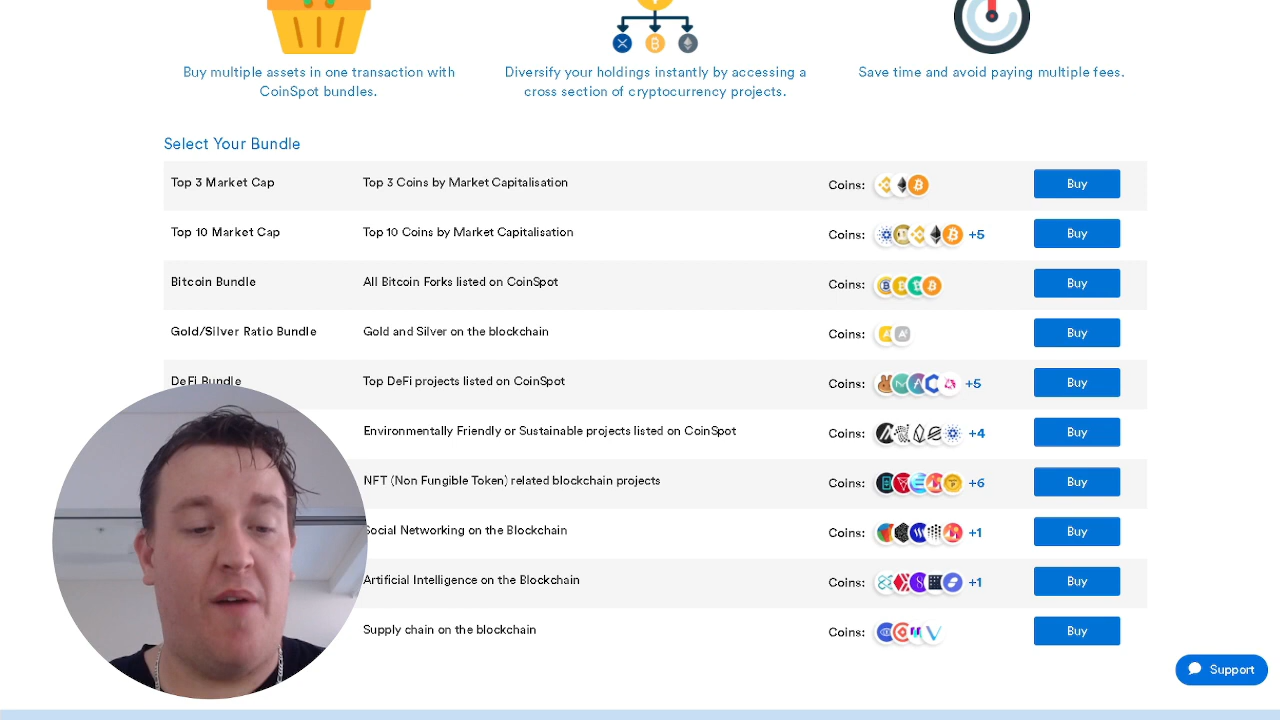 Buy multiple assets in one transaction with
CoinSpot bundles.
Diversify your holdings instantly by accessing a
cross section of cryptocurrency projects.
Save time and avoid paying multiple fees.
Select Your Bundle
Top 3 Market Cap Top 3 Coins by Market Capitalisation Coins: Buy
Top 10 Market Cap Top 10 Coins by Market Capitalisation Coins: +5 Buy
Bitcoin Bundle All Bitcoin Forks listed on CoinSpot Coins: Buy
Gold/Silver Ratio Bundle Gold and Silver on the blockchain Coins: Buy
DeFi Bundle Top DeFi projects listed on CoinSpot Coins: +5 Buy
Environmentally Friendly or Sustainable projects listed on CoinSpot Coins: +4 Buy
NFT (Non Fungible Token) related blockchain projects Coins: +6 Buy
Social Networking on the Blockchain Coins: +1 Buy
Artificial Intelligence on the Blockchain Coins: +1 Buy
Supply chain on the blockchain Coins: Buy
Support